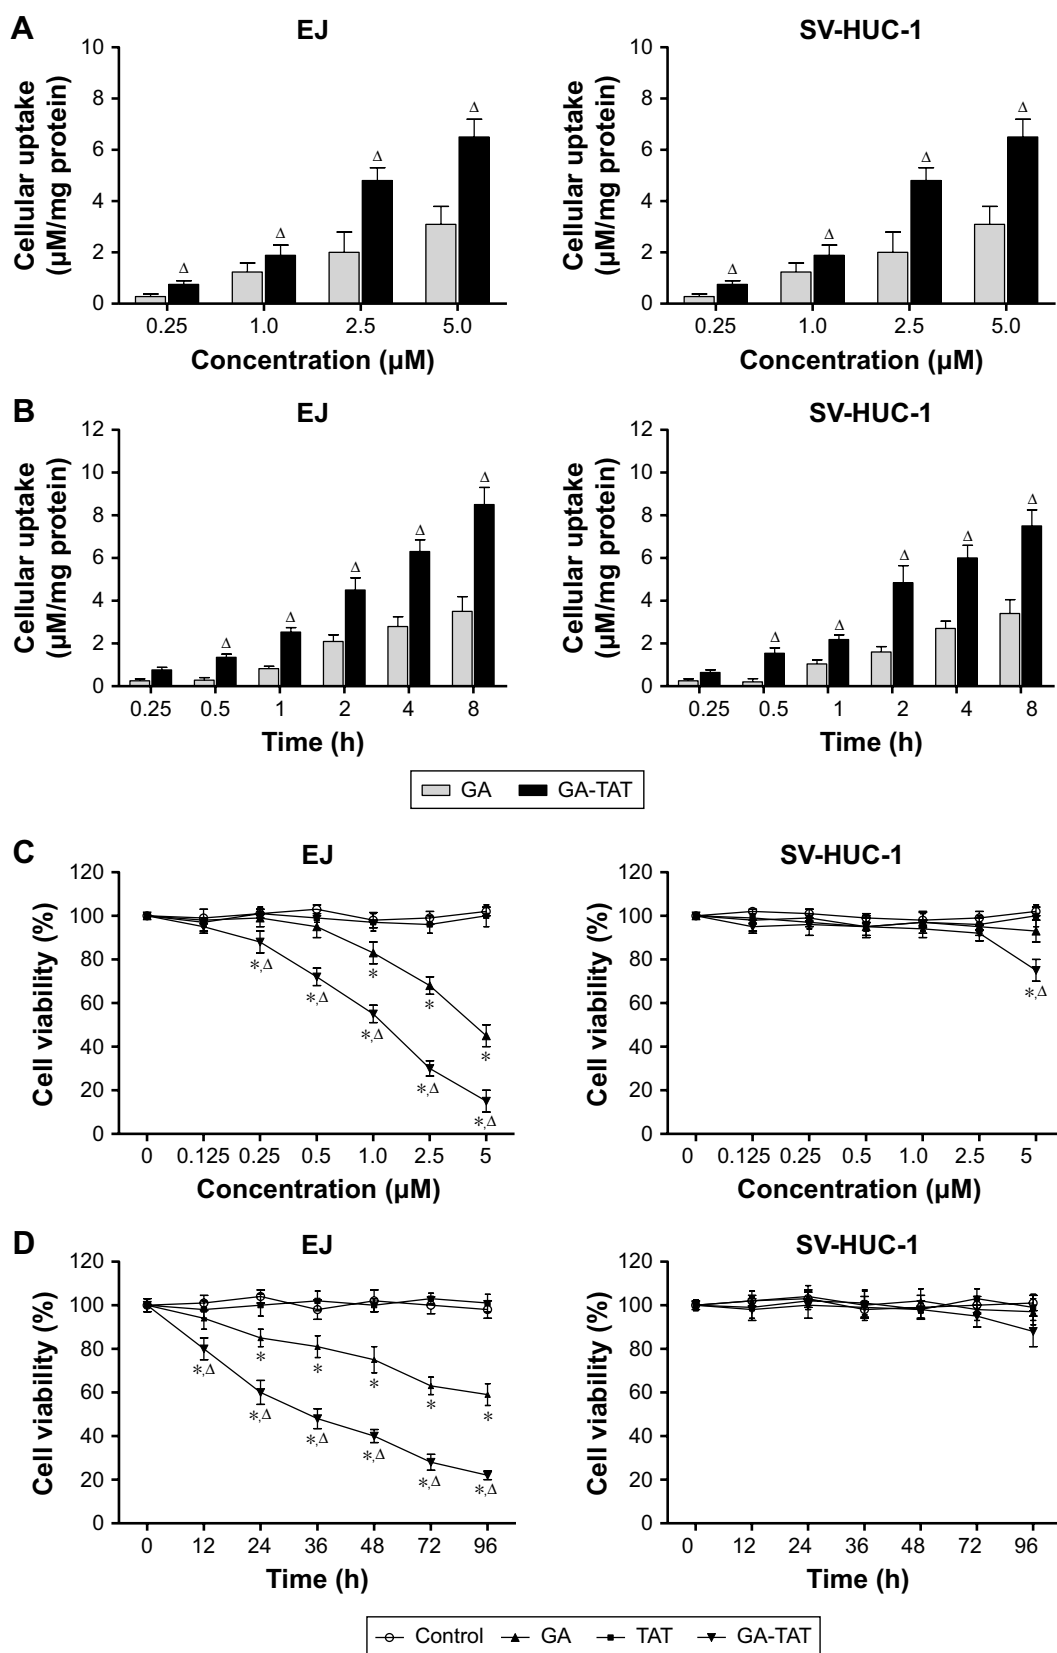 A
EJ
SV-HUC-1
Cellular uptake
(µM/mg protein)
10
8
6
4
2
0
Δ
Δ
Δ
Δ
0.25
1.0
2.5
5.0
Concentration (µM)
Cellular uptake
(µM/mg protein)
10
8
6
4
2
0
Δ
Δ
Δ
Δ
0.25
1.0
2.5
5.0
Concentration (µM)
B
EJ
SV-HUC-1
Cellular uptake
(µM/mg protein)
12
10
8
6
4
2
0
Δ
Δ
Δ
Δ
Δ
0.25
0.5
1
2
4
8
Time (h)
Cellular uptake
(µM/mg protein)
12
10
8
6
4
2
0
Δ
Δ
Δ
Δ
Δ
0.25
0.5
1
2
4
8
Time (h)
GA
GA-TAT
C
EJ
SV-HUC-1
Cell viability (%)
120
100
80
60
40
20
0
*,Δ
*,Δ
*,Δ
*,Δ
*,Δ
*
*
*
0
0.125
0.25
0.5
1.0
2.5
5
Concentration (µM)
Cell viability (%)
120
100
80
60
40
20
0
*,Δ
0
0.125
0.25
0.5
1.0
2.5
5
Concentration (µM)
D
EJ
SV-HUC-1
Cell viability (%)
120
100
80
60
40
20
0
*,Δ
*,Δ
*,Δ
*,Δ
*,Δ
*,Δ
*
*
*
*
*
0
12
24
36
48
72
96
Time (h)
Cell viability (%)
120
100
80
60
40
20
0
0
12
24
36
48
72
96
Time (h)
Control
GA
TAT
GA-TAT